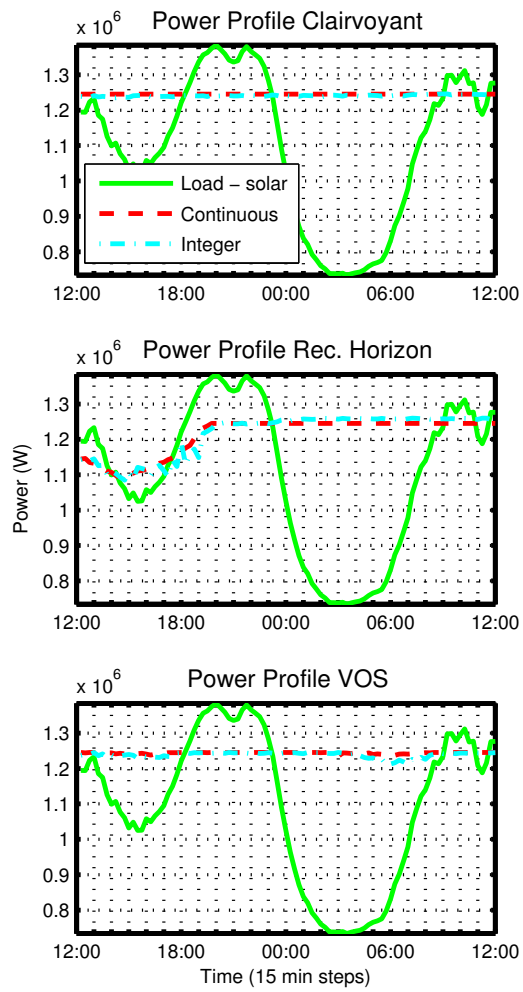 Power Profile Clairvoyant
x 10^6
1.3
1.2
1.1
1
0.9
0.8
Load – solar
Continuous
Integer
12:00 18:00 00:00 06:00 12:00
Power Profile Rec. Horizon
x 10^6
1.3
1.2
1.1
1
0.9
0.8
Power (W)
12:00 18:00 00:00 06:00 12:00
Power Profile VOS
x 10^6
1.3
1.2
1.1
1
0.9
0.8
12:00 18:00 00:00 06:00 12:00
Time (15 min steps)